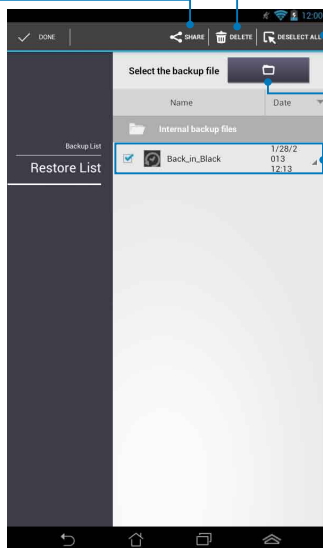 12:00
DONE
SHARE
DELETE
DESELECT ALL
Select the backup file
Name Date
Backup List
Restore List
Internal backup files
Back_in_Black
1/28/2
013
12:13